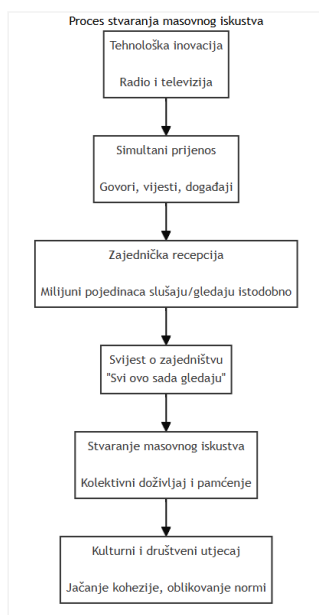 Proces stvaranja masovnog iskustva
Tehnološka inovacija
Radio i televizija
Simultani prijenos
Govori, vijesti, događaji
Zajednička recepcija
Milijuni pojedinaca slušaju/gledaju istodobno
Svijest o zajedništvu
"Svi ovo sada gledaju"
Stvaranje masovnog iskustva
Kolektivni doživljaj i pamćenje
Kulturni i društveni utjecaj
Jačanje kohezije, oblikovanje normi